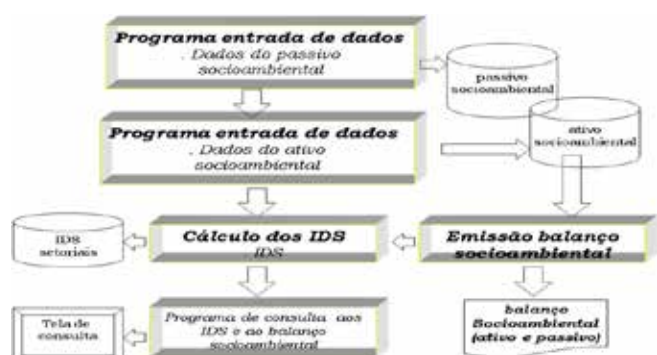 Programa entrada de dados
. Dados do passivo
socioambiental
passivo
socioambiental
Programa entrada de dados
. Dados do ativo
socioambiental
ativo
socioambiental
IDS
setoriais
Cálculo dos IDS
. IDS
Emissão balanço
socioambiental
Tela de
consulta
Programa de consulta aos
IDS e ao balanço
socioambiental
balanço
Socioambiental
(ativo e passivo)